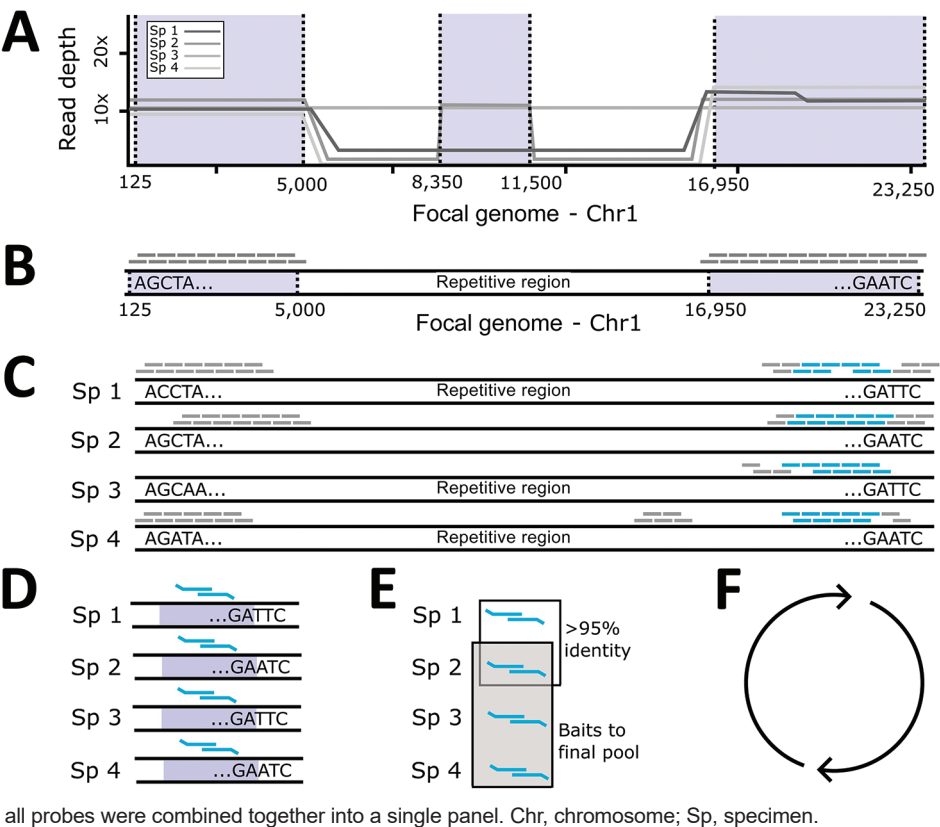 A
Read depth
20x
10x
Sp 1
Sp 2
Sp 3
Sp 4
125 5,000 8,350 11,500 16,950 23,250
Focal genome - Chr1
B
AGCTA... Repetitive region ...GAATC
125 5,000 16,950 23,250
Focal genome - Chr1
C
Sp 1 ACCTA... Repetitive region ...GATTC
Sp 2 AGCTA... ...GAATC
Sp 3 AGCAA... Repetitive region ...GATTC
Sp 4 AGATA... Repetitive region ...GAATC
D
Sp 1 ...GATTC
Sp 2 ...GAATC
Sp 3 ...GATTC
Sp 4 ...GAATC
E
Sp 1
Sp 2
Sp 3
Sp 4
>95%
identity
Baits to
final pool
F
all probes were combined together into a single panel. Chr, chromosome; Sp, specimen.